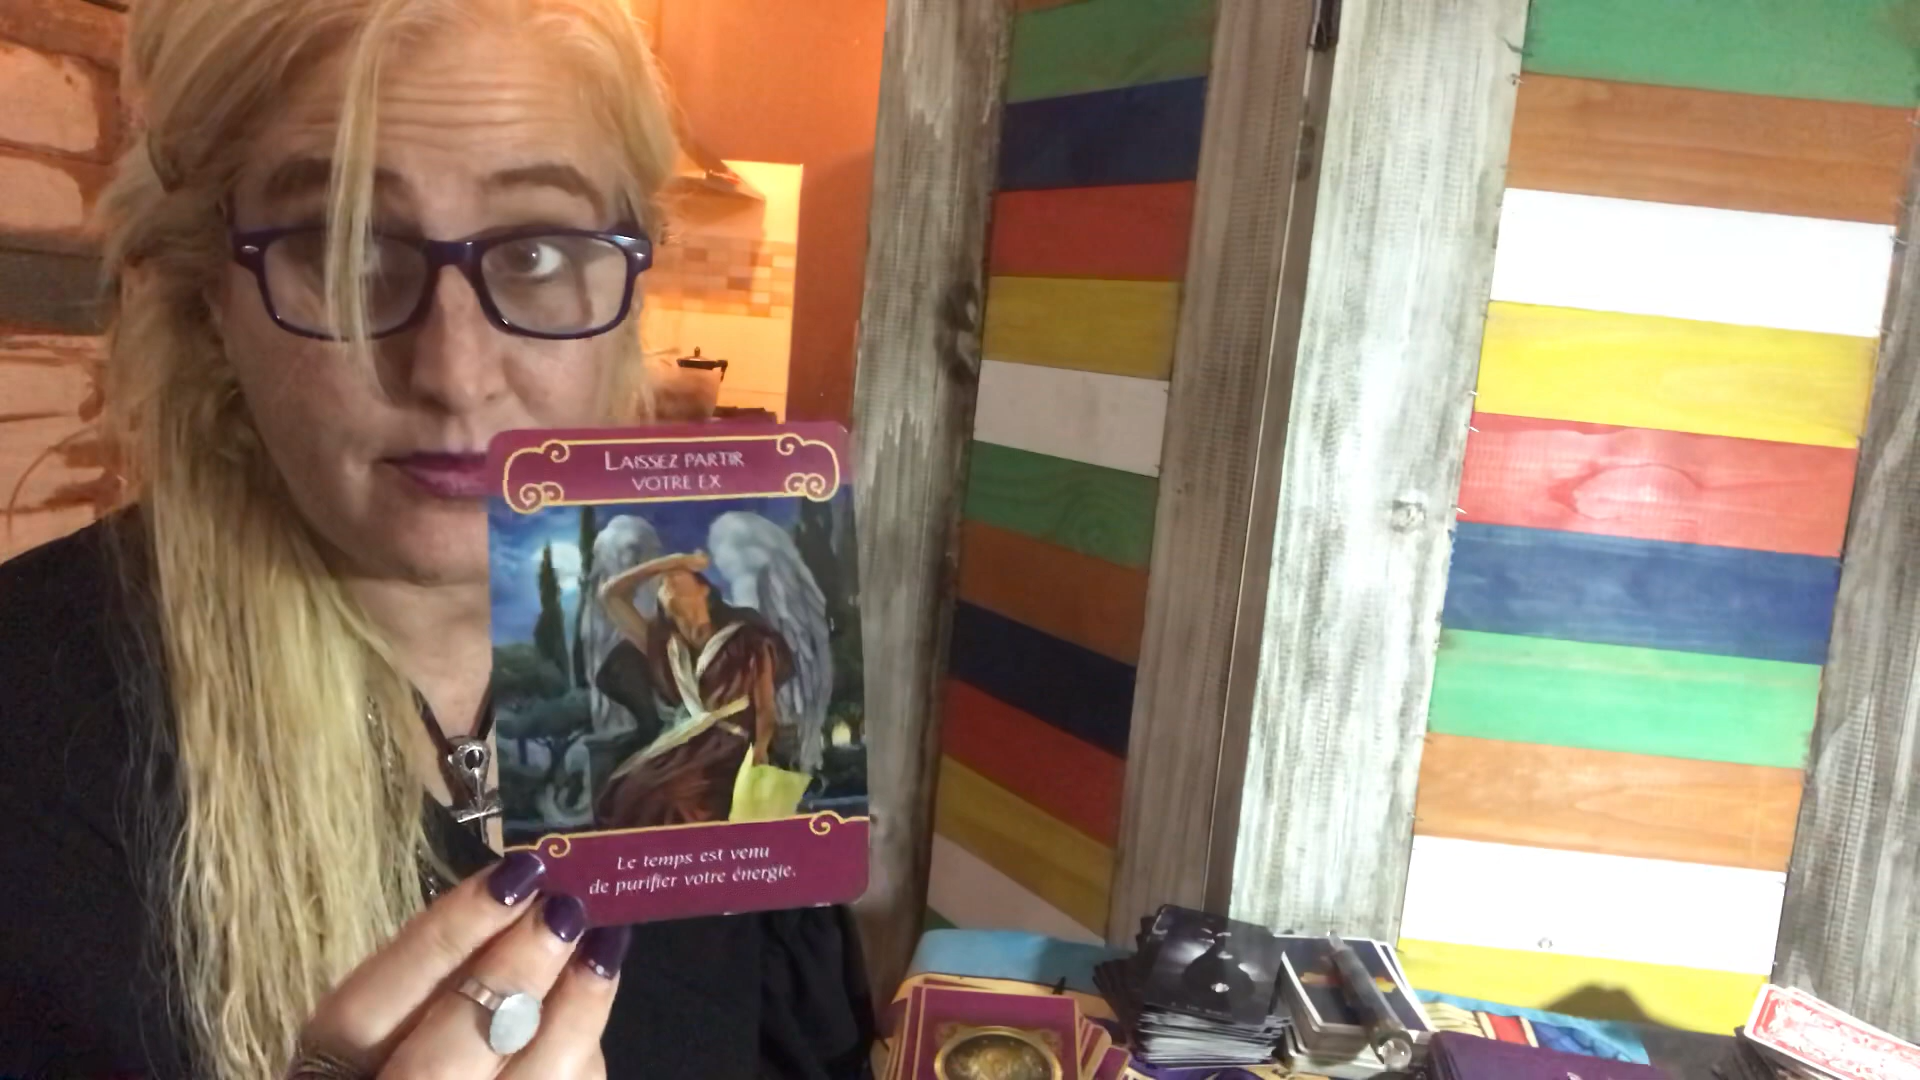 LAISSEZ PARTIR
VOTRE EX
Le temps est venu
de purifier votre énergie.